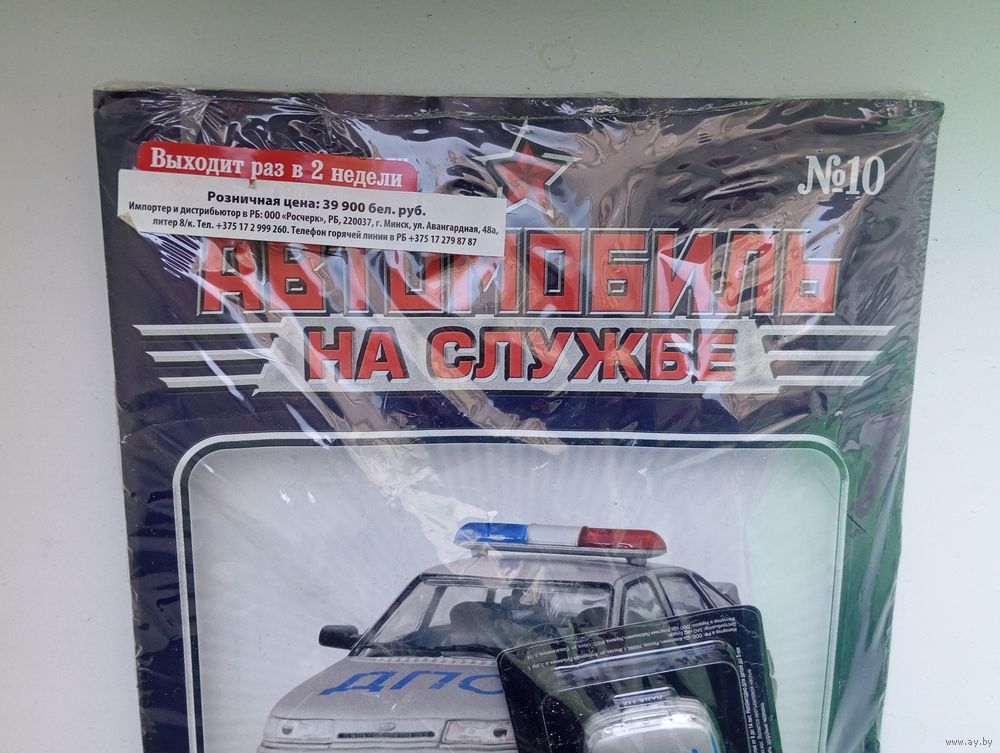 Выходит раз в 2 недели
№10
Розничная цена: 39 900 бел. руб.
Импортер и дистрибьютор в РБ: ООО «Росчерк», РБ, 220037, г. Минск, ул. Авангардная, 48а,
литер 8/к. Тел. +375 17 2 999 260. Телефон горячей линии в РБ +375 17 279 87 87
АВТОМОБИЛЬ
НА СЛУЖБЕ
www.ay.by